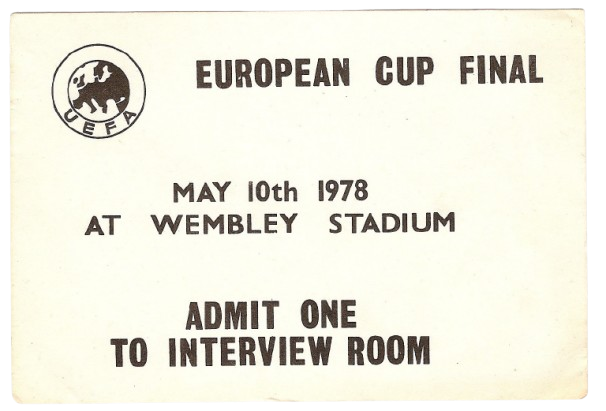 EUROPEAN CUP FINAL
UEFA
MAY 10th 1978
AT WEMBLEY STADIUM
ADMIT ONE
TO INTERVIEW ROOM